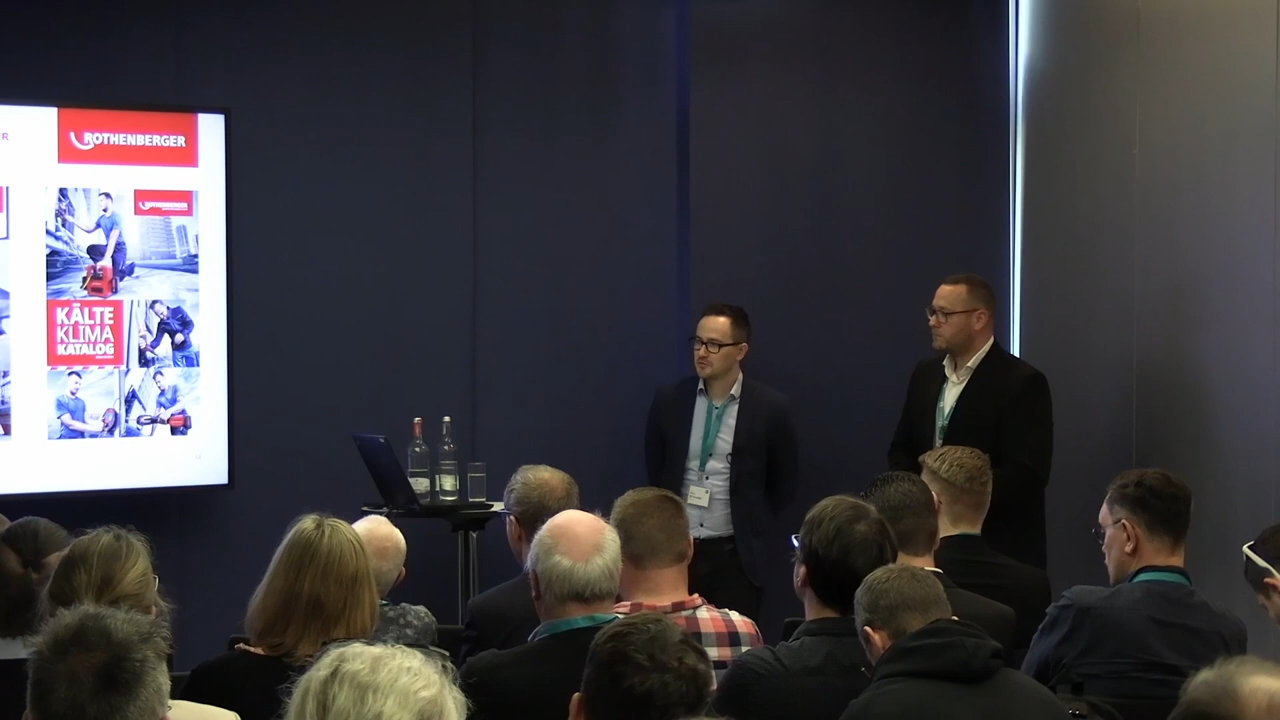 R
ROTHENBERGER
ROTHENBERGER
KÄLTE
KLIMA
KATALOG